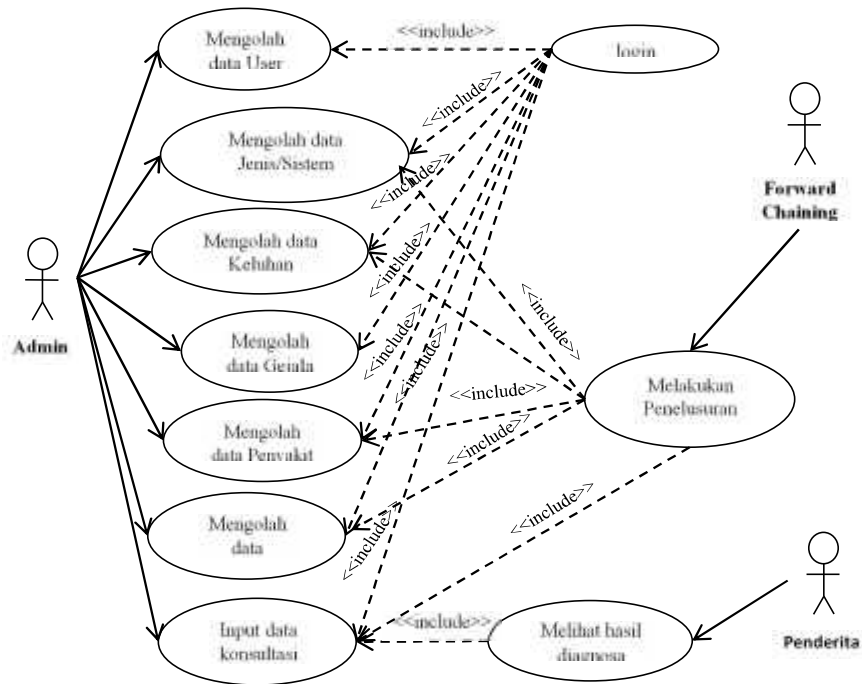 Mengolah
data User
<<include>>
login
Mengolah data
Jenis/Sistem
<<include>>
<<include>>
Forward
Chaining
Mengolah data
Keluhan
<<include>>
Admin
Mengolah
data Gejala
<<include>>
<<include>>
<<include>>
Melakukan
Penelusuran
<<include>>
Mengolah
data Penyakit
<<include>>
<<include>>
Mengolah
data
<<include>>
Input data
konsultasi
<<include>>
Melihat hasil
diagnosa
Penderita